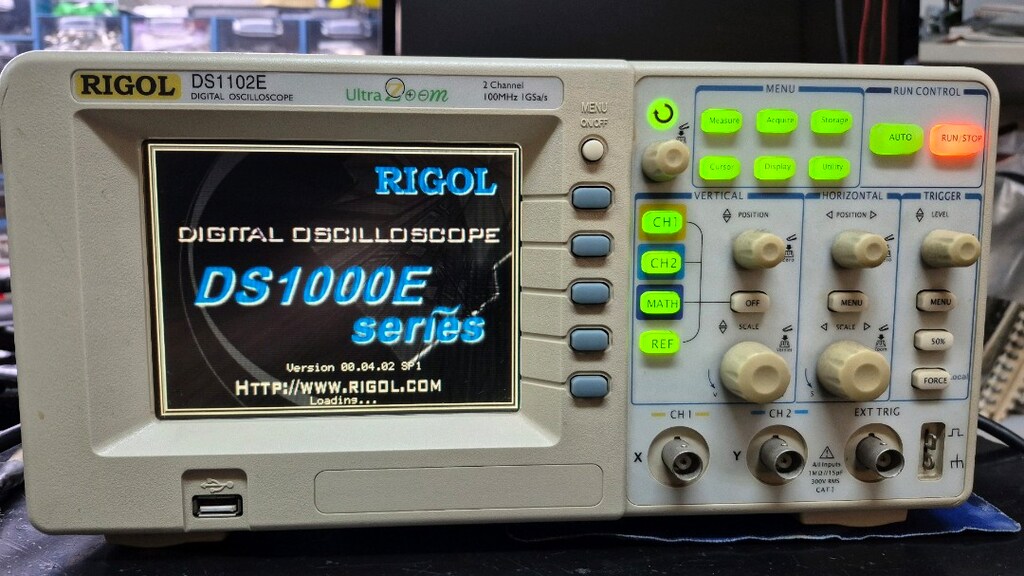 RIGOL DS1102E
DIGITAL OSCILLOSCOPE
Ultra Zoom
2 Channel
100MHz 1GSa/s
MENU
ON/OFF
RIGOL
DIGITAL OSCILLOSCOPE
DS1000E
series
Version 00.04.02 SP1
HTTP://WWW.RIGOL.COM
Loading...
MENU
Measure Acquire Storage
Cursor Display Utility
RUN CONTROL
AUTO RUN/STOP
VERTICAL
POSITION
CH1
CH2
MATH
REF
OFF
SCALE
HORIZONTAL
POSITION
MENU
SCALE
TRIGGER
LEVEL
MENU
50%
FORCE Local
CH 1
X
CH 2
Y
All Inputs
1MΩ//15pF
300V RMS
CAT I
EXT TRIG